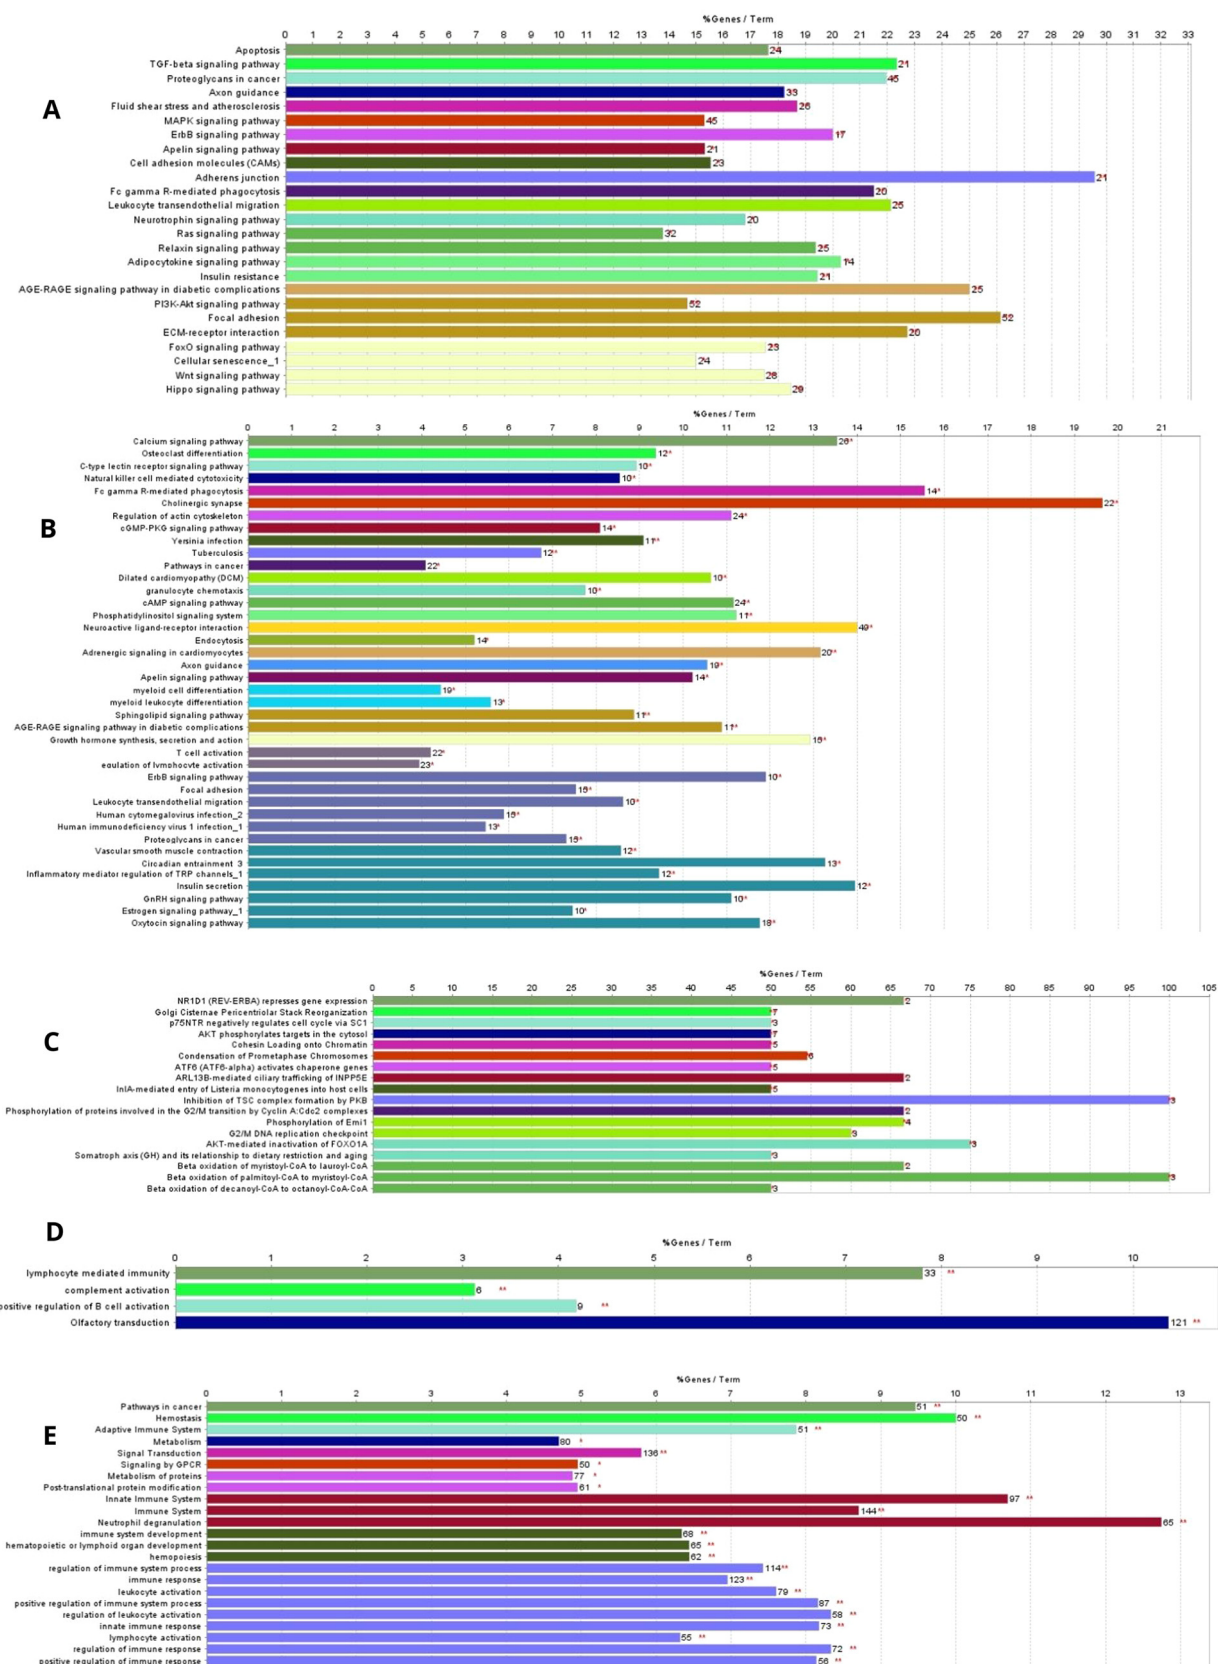 %Genes / Term
0 1 2 3 4 5 6 7 8 9 10 11 12 13 14 15 16 17 18 19 20 21 22 23 24 25 26 27 28 29 30 31 32 33
A
Apoptosis 24
TGF-beta signaling pathway 21
Proteoglycans in cancer 45
Axon guidance 33
Fluid shear stress and atherosclerosis 26
MAPK signaling pathway 45
ErbB signaling pathway 17
Apelin signaling pathway 21
Cell adhesion molecules (CAMs) 23
Adherens junction 21
Fc gamma R-mediated phagocytosis 20
Leukocyte transendothelial migration 25
Neurotrophin signaling pathway 20
Ras signaling pathway 32
Relaxin signaling pathway 25
Adipocytokine signaling pathway 14
Insulin resistance 21
AGE-RAGE signaling pathway in diabetic complications 25
PI3K-Akt signaling pathway 52
Focal adhesion 52
ECM-receptor interaction 20
FoxO signaling pathway 23
Cellular senescence_1 24
Wnt signaling pathway 28
Hippo signaling pathway 29
%Genes / Term
0 1 2 3 4 5 6 7 8 9 10 11 12 13 14 15 16 17 18 19 20 21
B
Calcium signaling pathway 26**
Osteoclast differentiation 12*
C-type lectin receptor signaling pathway 10**
Natural killer cell mediated cytotoxicity 10*
Fc gamma R-mediated phagocytosis 14*
Cholinergic synapse 22*
Regulation of actin cytoskeleton 24*
cGMP-PKG signaling pathway 14*
Yersinia infection 11**
Tuberculosis 12**
Pathways in cancer 22*
Dilated cardiomyopathy (DCM) 10**
granulocyte chemotaxis 10**
cAMP signaling pathway 24**
Phosphatidylinositol signaling system 11**
Neuroactive ligand-receptor interaction 49**
Endocytosis 14*
Adrenergic signaling in cardiomyocytes 20**
Axon guidance 19*
Apelin signaling pathway 14*
myeloid cell differentiation 19*
myeloid leukocyte differentiation 13*
Sphingolipid signaling pathway 11**
AGE-RAGE signaling pathway in diabetic complications 11**
Growth hormone synthesis, secretion and action
T cell activation 22*
egulation of lymphocyte activation 23*
ErbB signaling pathway 10**
Focal adhesion
Leukocyte transendothelial migration 10**
Human cytomegalovirus infection_2
Human immunodeficiency virus 1 infection_1 13*
Proteoglycans in cancer
Vascular smooth muscle contraction 12*
Circadian entrainment_3 13*
Inflammatory mediator regulation of TRP channels_1 12*
Insulin secretion 12*
GnRH signaling pathway 10*
Estrogen signaling pathway_1 10*
Oxytocin signaling pathway 18*
%Genes / Term
0 5 10 15 20 25 30 35 40 45 50 55 60 65 70 75 80 85 90 95 100 105
C
NR1D1 (REV-ERBA) represses gene expression 2
Golgi Cisternae Pericentriolar Stack Reorganization 7
p75NTR negatively regulates cell cycle via SC1 3
AKT phosphorylates targets in the cytosol 7
Cohesin Loading onto Chromatin 5
Condensation of Prometaphase Chromosomes 6
ATF6 (ATF6-alpha) activates chaperone genes 5
ARL13B-mediated ciliary trafficking of INPP5E 2
InlA-mediated entry of Listeria monocytogenes into host cells 5
Inhibition of TSC complex formation by PKB 3
Phosphorylation of proteins involved in the G2/M transition by Cyclin A:Cdc2 complexes 2
Phosphorylation of Emi1 4
G2/M DNA replication checkpoint 3
AKT-mediated inactivation of FOXO1A 3
Somatroph axis (GH) and its relationship to dietary restriction and aging 3
Beta oxidation of myristoyl-CoA to lauroyl-CoA 2
Beta oxidation of palmitoyl-CoA to myristoyl-CoA 3
Beta oxidation of decanoyl-CoA to octanoyl-CoA-CoA 3
D
%Genes / Term
0 1 2 3 4 5 6 7 8 9 10
lymphocyte mediated immunity 33 **
complement activation 6 **
positive regulation of B cell activation 9 **
Olfactory transduction 121 **
%Genes / Term
0 1 2 3 4 5 6 7 8 9 10 11 12 13
E
Pathways in cancer 51 **
Hemostasis 50 **
Adaptive Immune System 51 **
Metabolism 80 *
Signal Transduction 136 **
Signaling by GPCR 50 *
Metabolism of proteins 77 *
Post-translational protein modification 61 *
Innate Immune System 97 **
Immune System 144 **
Neutrophil degranulation 65 **
immune system development 68 **
hematopoietic or lymphoid organ development 65 **
hemopoiesis 62 **
regulation of immune system process 114 **
immune response 123 **
leukocyte activation 79 **
positive regulation of immune system process 87 **
regulation of leukocyte activation 58 **
innate immune response 73 **
lymphocyte activation 55 **
regulation of immune response 72 **
positive regulation of immune response 56 **